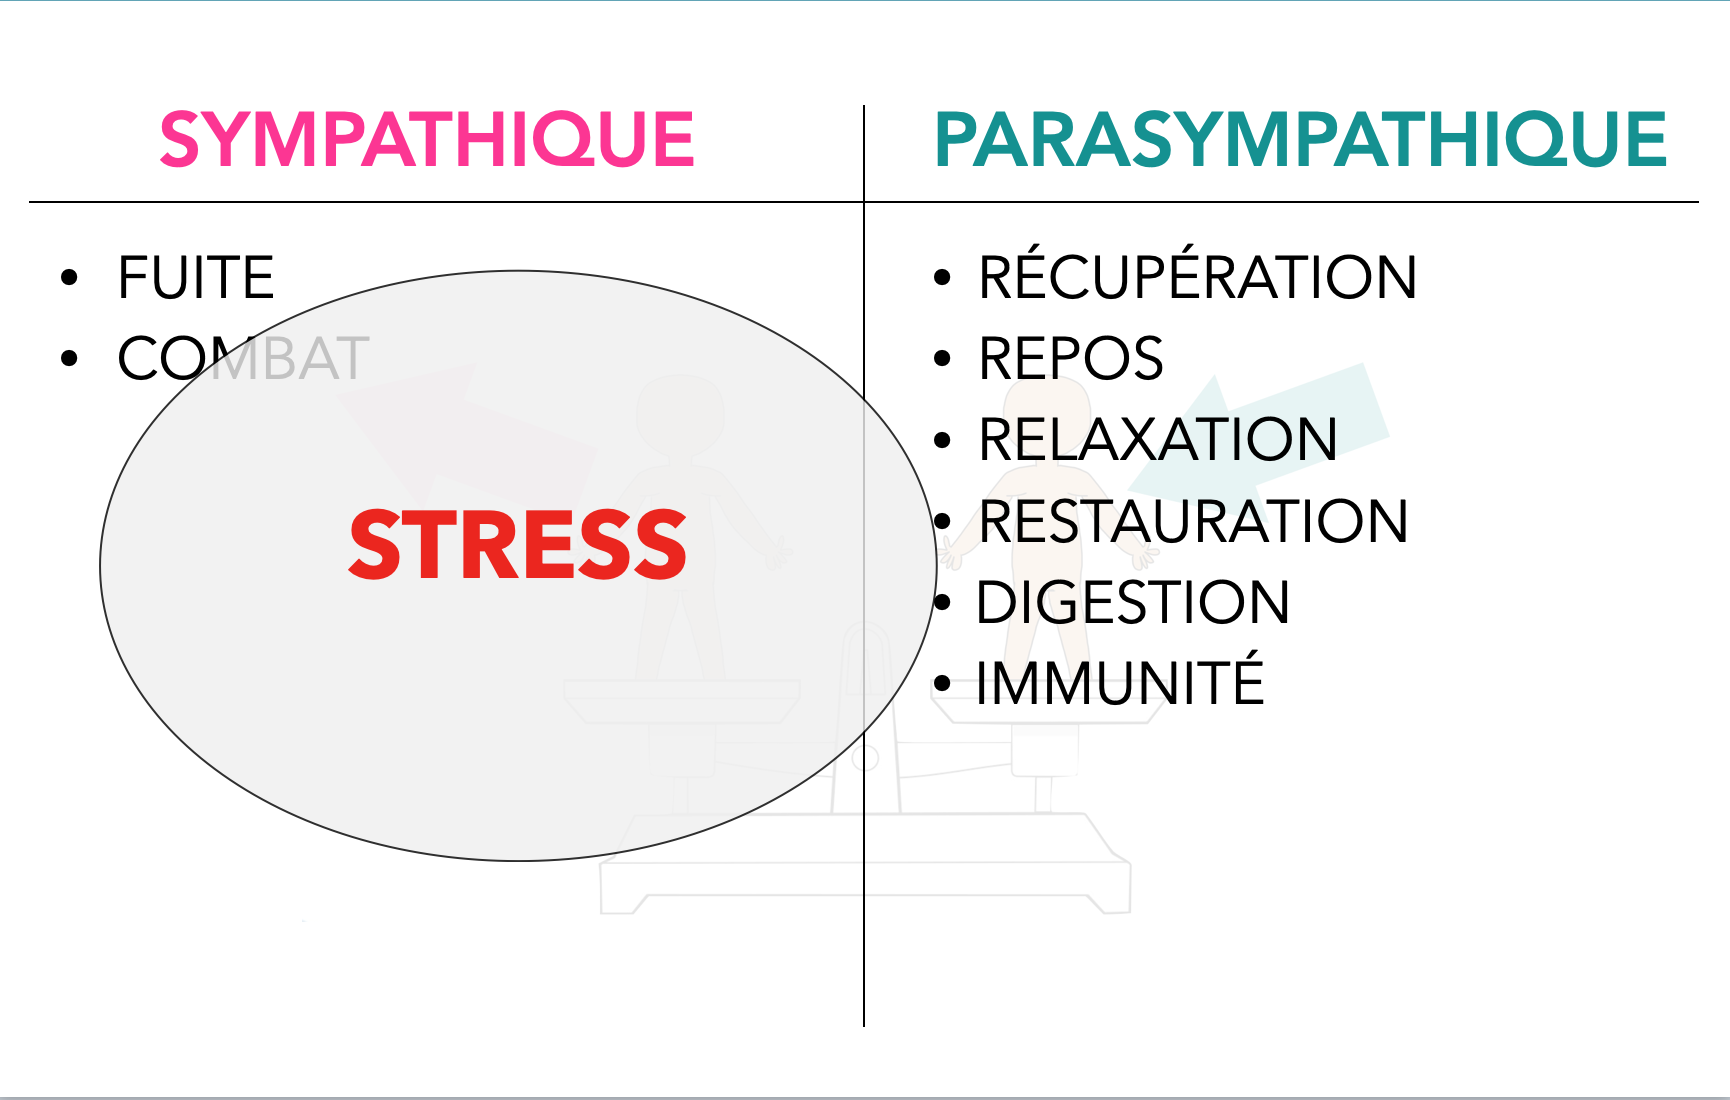 SYMPATHIQUE
• FUITE
• COMBAT
STRESS
PARASYMPATHIQUE
• RÉCUPÉRATION
• REPOS
• RELAXATION
• RESTAURATION
• DIGESTION
• IMMUNITÉ